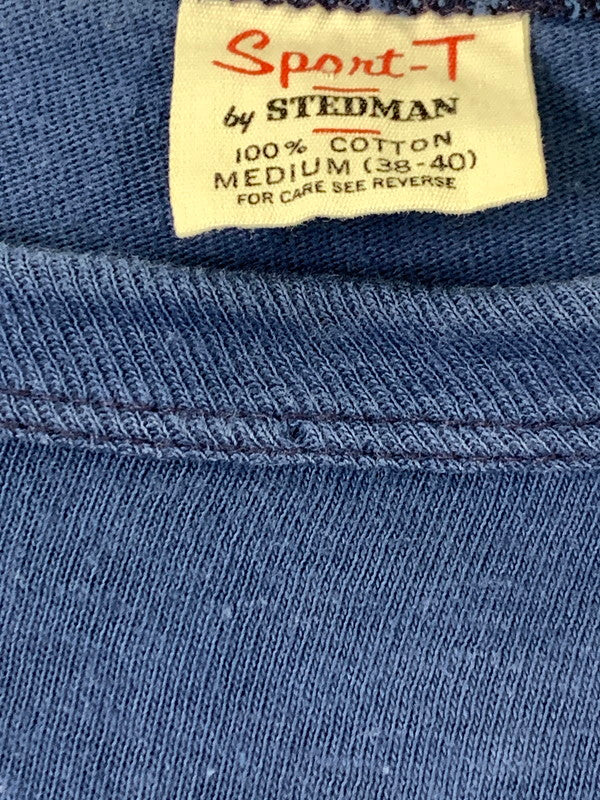 Sport-T
by STEDMAN
100% COTTON
MEDIUM (38-40)
FOR CARE SEE REVERSE